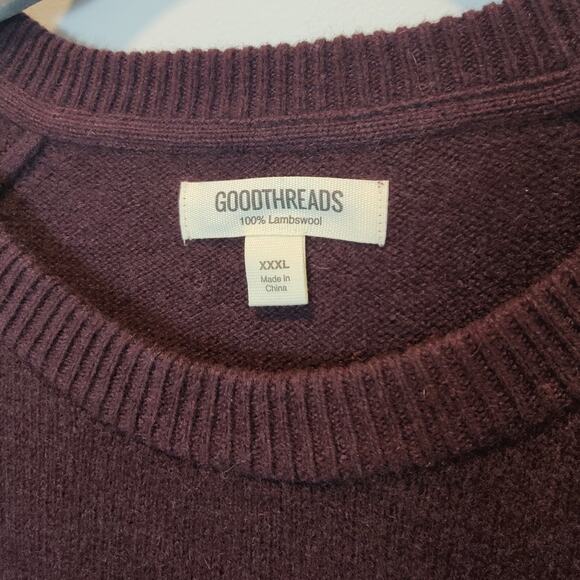 GOODTHREADS
100% Lambswool
XXXL
Made in
China